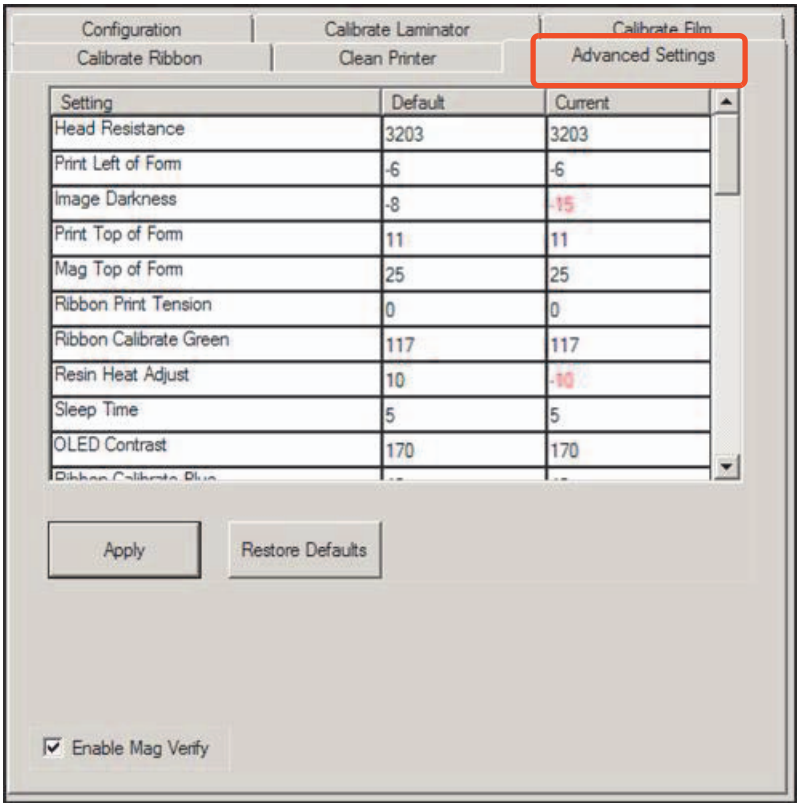 Configuration Calibrate Laminator Calibrate Film
Calibrate Ribbon Clean Printer Advanced Settings
Setting Default Current
Head Resistance 3203 3203
Print Left of Form -6 -6
Image Darkness -8 -15
Print Top of Form 11 11
Mag Top of Form 25 25
Ribbon Print Tension 0 0
Ribbon Calibrate Green 117 117
Resin Heat Adjust 10 -10
Sleep Time 5 5
OLED Contrast 170 170
Ribbon Calibrate Blue
Apply Restore Defaults
Enable Mag Verify